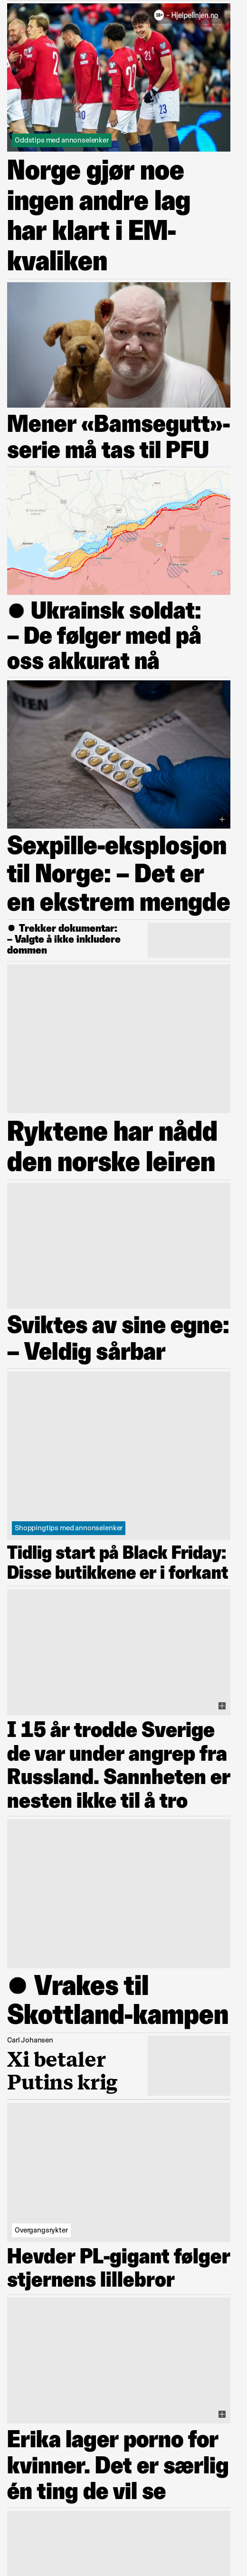 18+ – Hjelpelinjen.no
Oddstips med annonselenker
Norge gjør noe
ingen andre lag
har klart i EM-
kvaliken
Mener «Bamsegutt»-
serie må tas til PFU
● Ukrainsk soldat:
– De følger med på
oss akkurat nå
Sexpille-eksplosjon
til Norge: – Det er
en ekstrem mengde
● Trekker dokumentar:
– Valgte å ikke inkludere
dommen
Ryktene har nådd
den norske leiren
Sviktes av sine egne:
– Veldig sårbar
Shoppingtips med annonselenker
Tidlig start på Black Friday:
Disse butikkene er i forkant
I 15 år trodde Sverige
de var under angrep fra
Russland. Sannheten er
nesten ikke til å tro
● Vrakes til
Skottland-kampen
Carl Johansen
Xi betaler
Putins krig
Overgangsrykter
Hevder PL-gigant følger
stjernens lillebror
Erika lager porno for
kvinner. Det er særlig
én ting de vil se